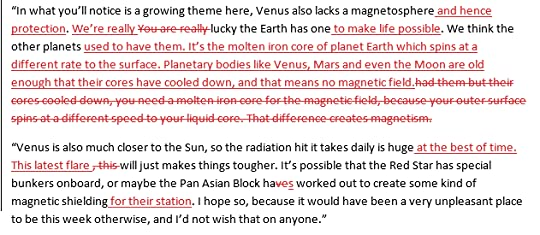 “In what you’ll notice is a growing theme here, Venus also lacks a magnetosphere and hence
protection. We’re really You are really lucky the Earth has one to make life possible. We think the
other planets used to have them. It’s the molten iron core of planet Earth which spins at a
different rate to the surface. Planetary bodies like Venus, Mars and even the Moon are old
enough that their cores have cooled down, and that means no magnetic field.had them but their
cores cooled down, you need a molten iron core for the magnetic field, because your outer surface
spins at a different speed to your liquid core. That difference creates magnetism.
“Venus is also much closer to the Sun, so the radiation hit it takes daily is huge at the best of time.
This latest flare , this will just makes things tougher. It’s possible that the Red Star has special
bunkers onboard, or maybe the Pan Asian Block haves worked out to create some kind of
magnetic shielding for their station. I hope so, because it would have been a very unpleasant place
to be this week otherwise, and I’d not wish that on anyone.”